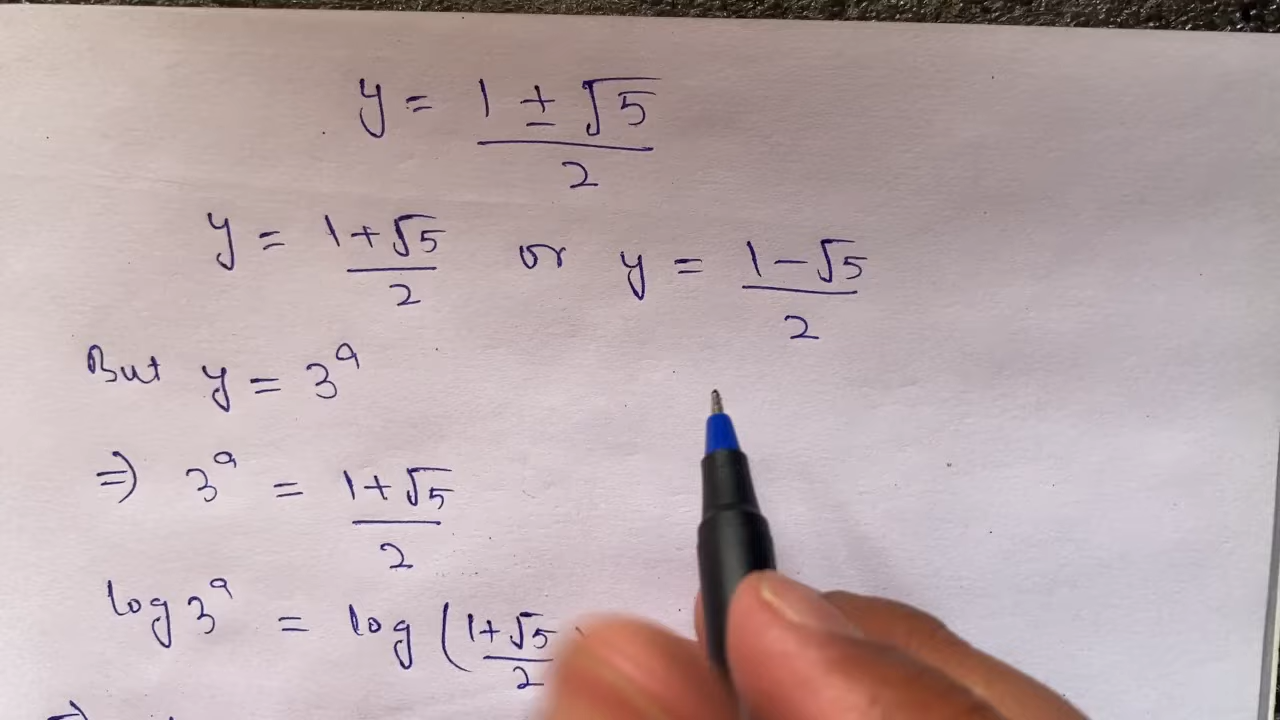 y = (1 ± √5)/2
y = (1+√5)/2 or y = (1-√5)/2
But y = 3^a
⇒ 3^a = (1+√5)/2
log 3^a = log (1+√5)/2
⇒